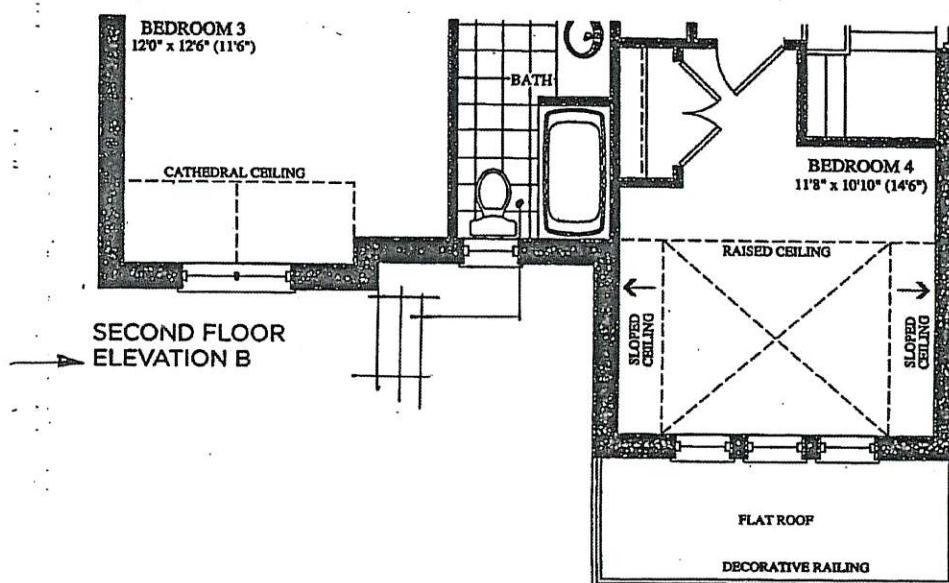 BEDROOM 3
12'0" x 12'6" (11'6")
BATH
CATHEDRAL CEILING
BEDROOM 4
11'8" x 10'10" (14'6")
RAISED CEILING
SLOPED
CEILING
SLOPED
CEILING
SECOND FLOOR
ELEVATION B
FLAT ROOF
DECORATIVE RAILING